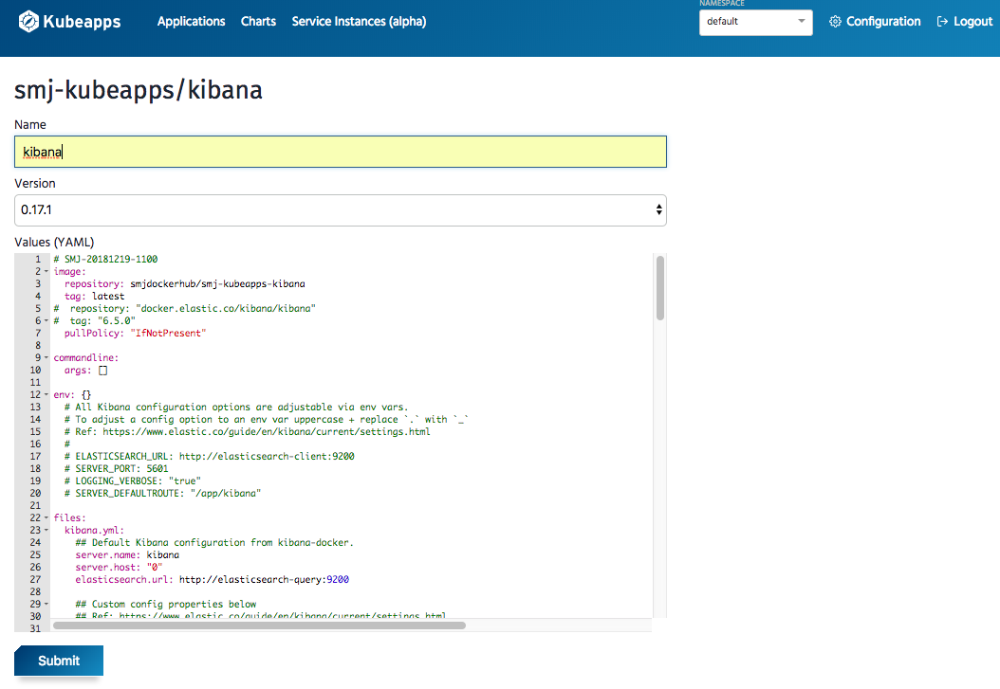 Kubeapps Applications Charts Service Instances (alpha) NAMESPACE default Configuration Logout
smj-kubeapps/kibana
Name
kibana
Version
0.17.1
Values (YAML)
1 # SMJ-20181219-1100
2 image:
3 repository: smjdockerhub/smj-kubeapps-kibana
4 tag: latest
5 # repository: "docker.elastic.co/kibana/kibana"
6 # tag: "6.5.0"
7 pullPolicy: "IfNotPresent"
8
9 commandline:
10 args: []
11
12 env: {}
13 # All Kibana configuration options are adjustable via env vars.
14 # To adjust a config option to an env var uppercase + replace `.` with `_`
15 # Ref: https://www.elastic.co/guide/en/kibana/current/settings.html
16 #
17 # ELASTICSEARCH_URL: http://elasticsearch-client:9200
18 # SERVER_PORT: 5601
19 # LOGGING_VERBOSE: "true"
20 # SERVER_DEFAULTROUTE: "/app/kibana"
21
22 files:
23 kibana.yml:
24 ## Default Kibana configuration from kibana-docker.
25 server.name: kibana
26 server.host: "0"
27 elasticsearch.url: http://elasticsearch-query:9200
28
29 ## Custom config properties below
30 ## Ref: https://www.elastic.co/guide/en/kibana/current/settings.html
31
Submit